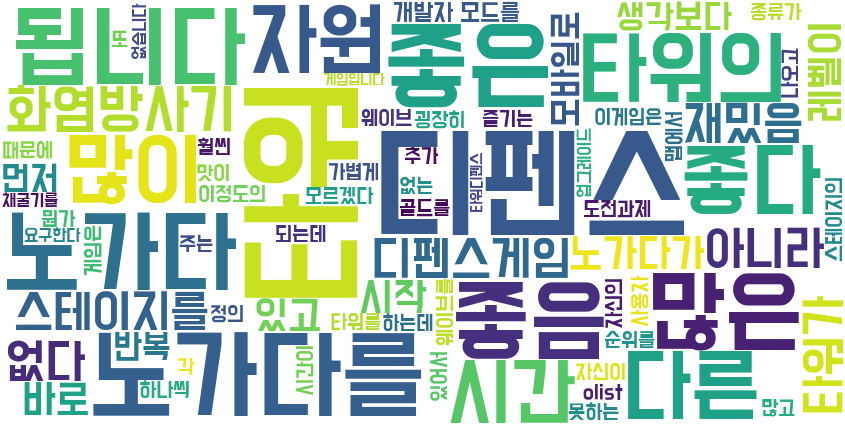 됩니다
자원
좋은
타워의
개발자 모드를
생각보다
종류가
없습니다
또
게임입니다
모바일로
나오고
레벨이
화염방사기
많이
훨씬
웨이브
굉장히
즐기는
이게임은
재밌음
맵에서
때문에
먼저
맛이
가볍게
추가
디펜스
타워디펜스
업그레이드
좋다
채굴기를
이정도의
모르겠다
없는
골드를
도전과제
뭔가
요구한다
게임은
노가다
주는
되는데
디펜스게임
노가다가
아니라
스테이지의
스테이지를
정의
있고
시작
타워를
하는데
웨이브를
좋음
자신의
사용자
많은
타워가
순위를
없다
반복
각
시간이
노가다를
있어서
시간
자신이
다른
바로
하나씩
olist
못하는
많고